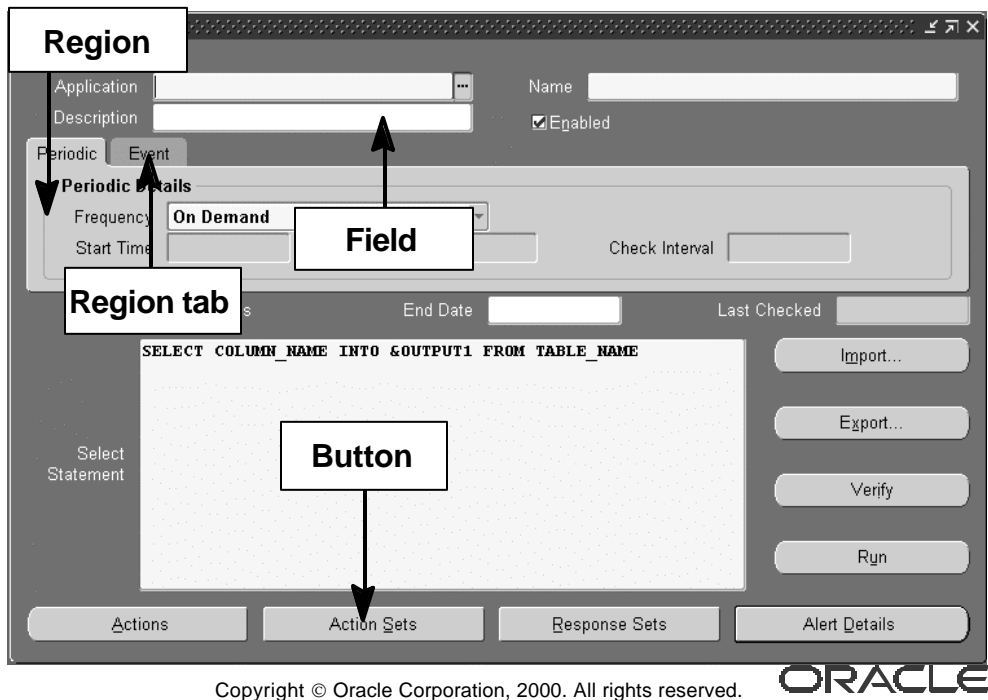 Region
Application
...
Name
Description
Enabled
Periodic
Event
Periodic Details
Frequency
On Demand
Field
Start Time
Check Interval
Region tab
s
End Date
Last Checked
SELECT COLUMN_NAME INTO &OUTPUT1 FROM TABLE_NAME
Import...
Export...
Select
Statement
Button
Verify
Run
Actions
Action Sets
Response Sets
Alert Details
Copyright © Oracle Corporation, 2000. All rights reserved.
ORACLE